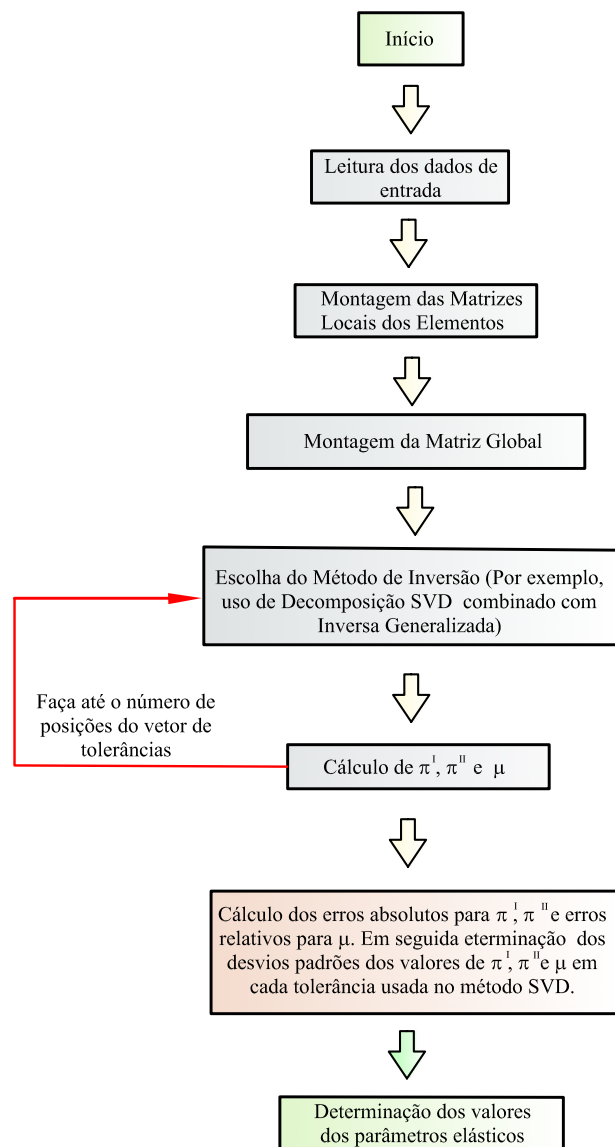 Início
Leitura dos dados de
entrada
Montagem das Matrizes
Locais dos Elementos
Montagem da Matriz Global
Escolha do Método de Inversão (Por exemplo,
uso de Decomposição SVD combinado com
Inversa Generalizada)
Faça até o número de
posições do vetor de
tolerâncias
Cálculo de π^I, π^II e μ
Cálculo dos erros absolutos para π^I, π^II e erros
relativos para μ. Em seguida eterminação dos
desvios padrões dos valores de π^I, π^II e μ em
cada tolerância usada no método SVD.
Determinação dos valores
dos parâmetros elásticos